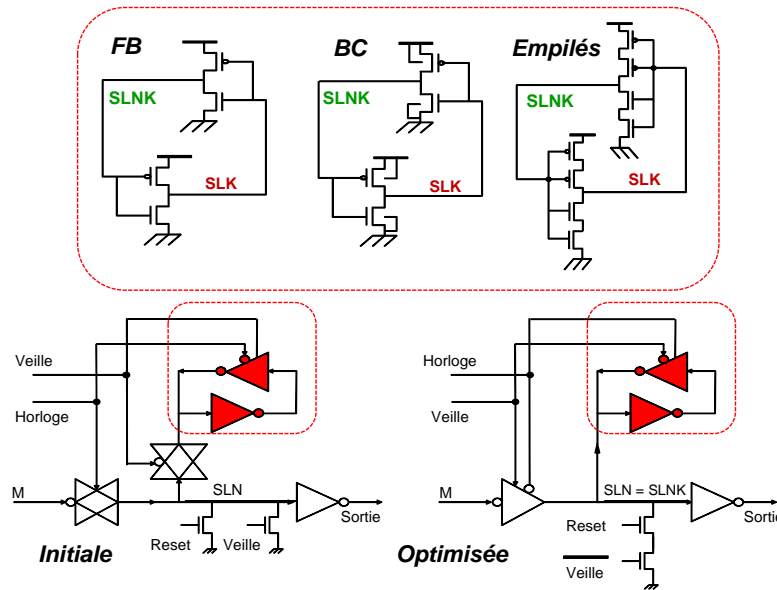 FB BC Empilés
SLNK SLNK SLNK
SLK SLK SLK
Veille
Horloge
M
SLN
Sortie
Reset Veille
Initiale
Horloge
Veille
M
SLN = SLNK
Sortie
Reset
Veille
Optimisée